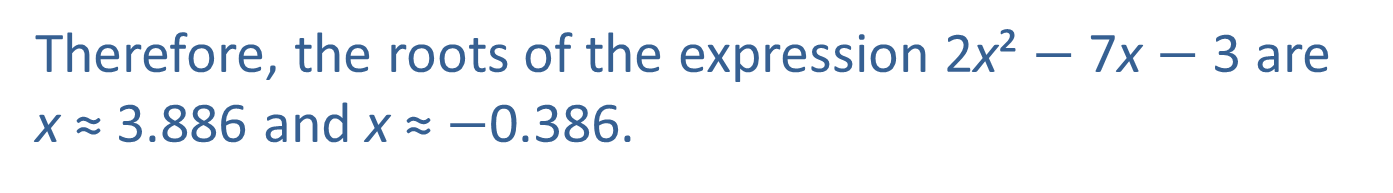 Therefore, the roots of the expression 2x² − 7x − 3 are
x ≈ 3.886 and x ≈ −0.386.